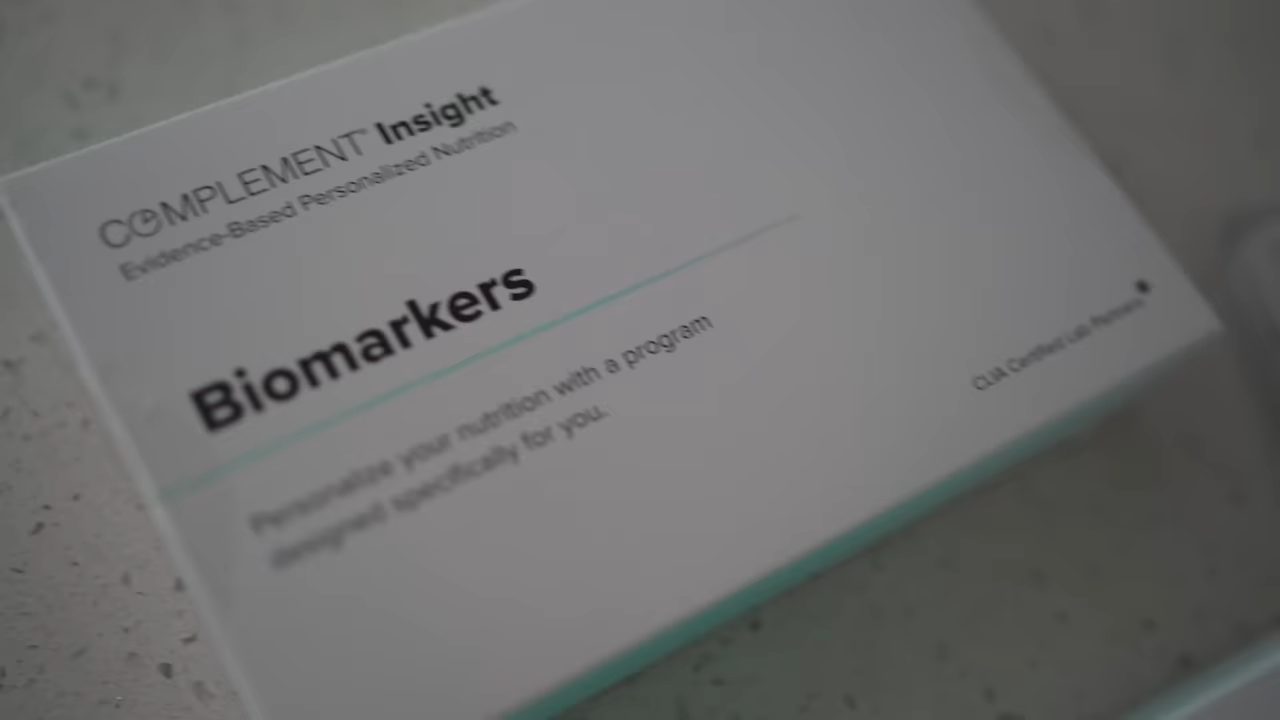 COMPLEMENT® Insight
Evidence-Based Personalized Nutrition
Biomarkers
Personalize your nutrition with a program
designed specifically for you.
CLIA Certified Lab Partners